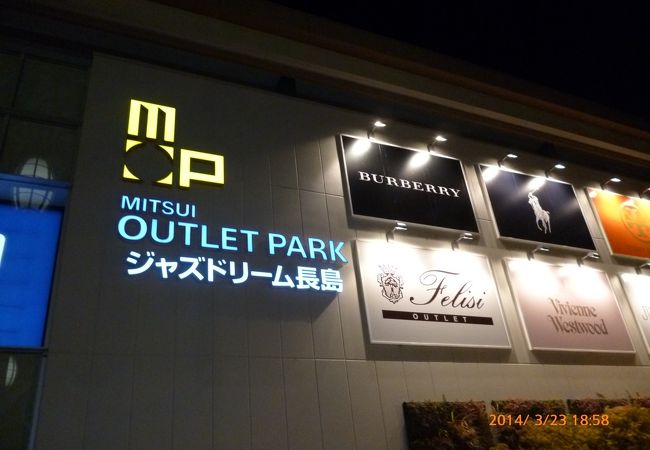 mOP
MITSUI
OUTLET PARK
ジャズドリーム長島
BURBERRY
Felisi
OUTLET
Vivienne
Westwood
2014/ 3/23 18:58